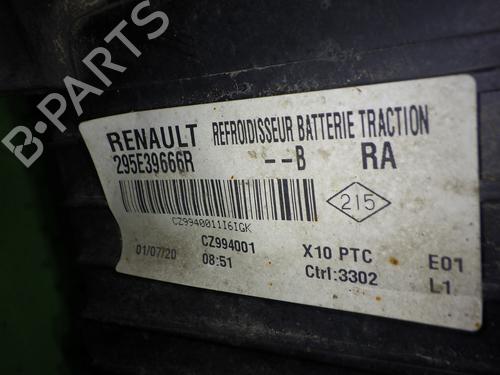 B-PARTS
RENAULT REFROIDISSEUR BATTERIE TRACTION
295E39666R --B RA
215
CZ9940011I6IGK
01/07/20 CZ994001 X10 PTC E01
08:51 Ctrl:3302 L1